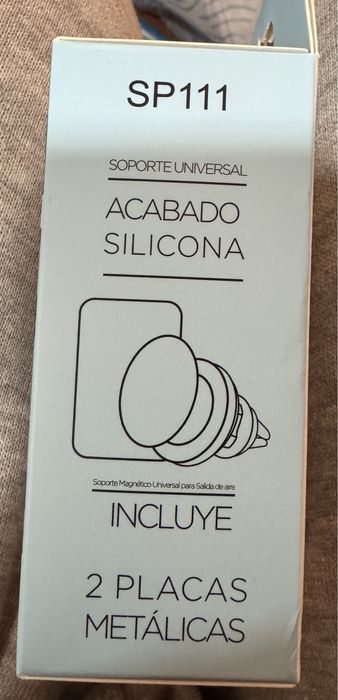 SP111
SOPORTE UNIVERSAL
ACABADO
SILICONA
Soporte Magnético Universal para Salida de aire
INCLUYE
2 PLACAS
METÁLICAS